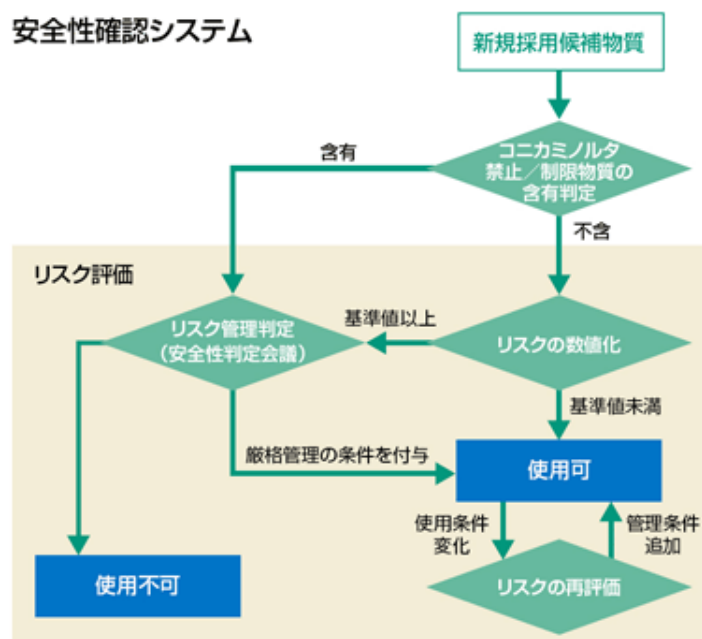 安全性確認システム
新規採用候補物質
コニカミノルタ
禁止／制限物質の
含有判定
含有
不含
リスク評価
リスク管理判定
（安全性判定会議）
基準値以上
リスクの数値化
基準値未満
厳格管理の条件を付与
使用可
使用条件
変化
管理条件
追加
使用不可
リスクの再評価